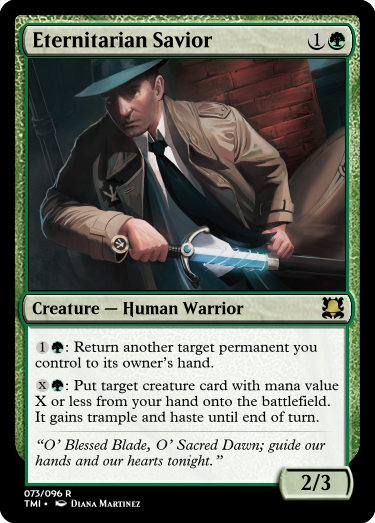 Eternitarian Savior 1
Creature — Human Warrior
1 : Return another target permanent you
control to its owner's hand.
X : Put target creature card with mana value
X or less from your hand onto the battlefield.
It gains trample and haste until end of turn.
“O’ Blessed Blade, O’ Sacred Dawn; guide our
hands and our hearts tonight.”
2/3
073/096 R
TMI • Diana Martinez